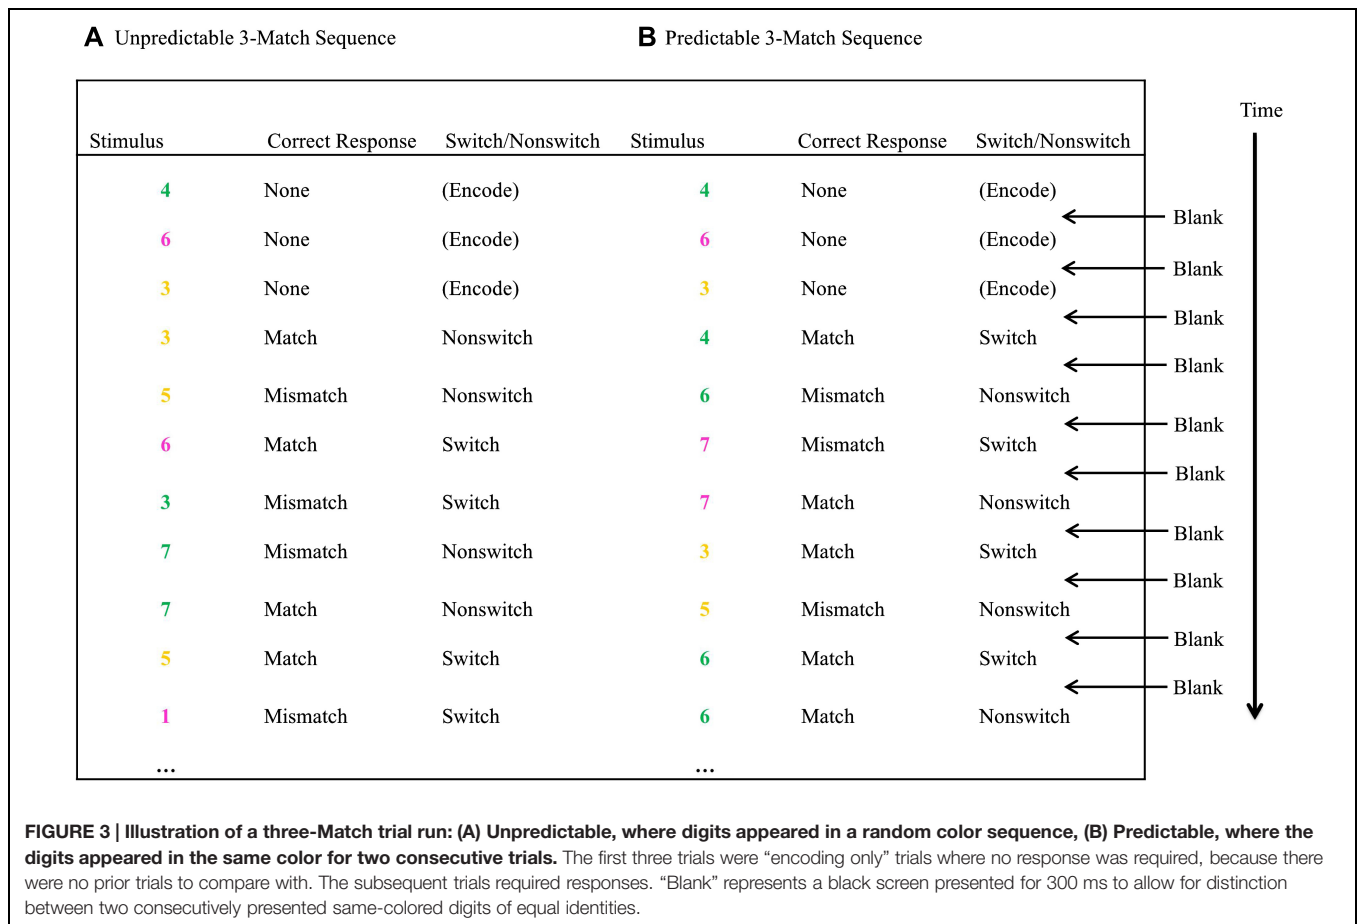 A Unpredictable 3-Match Sequence B Predictable 3-Match Sequence
Time
Stimulus Correct Response Switch/Nonswitch Stimulus Correct Response Switch/Nonswitch
4 None (Encode) 4 None (Encode)
Blank
6 None (Encode) 6 None (Encode)
Blank
3 None (Encode) 3 None (Encode)
Blank
3 Match Nonswitch 4 Match Switch
Blank
5 Mismatch Nonswitch 6 Mismatch Nonswitch
Blank
6 Match Switch 7 Mismatch Switch
Blank
3 Mismatch Switch 7 Match Nonswitch
Blank
7 Mismatch Nonswitch 3 Match Switch
Blank
7 Match Nonswitch 5 Mismatch Nonswitch
Blank
5 Match Switch 6 Match Switch
Blank
1 Mismatch Switch 6 Match Nonswitch
... ...
FIGURE 3 | Illustration of a three-Match trial run: (A) Unpredictable, where digits appeared in a random color sequence, (B) Predictable, where the
digits appeared in the same color for two consecutive trials. The first three trials were “encoding only” trials where no response was required, because there
were no prior trials to compare with. The subsequent trials required responses. “Blank” represents a black screen presented for 300 ms to allow for distinction
between two consecutively presented same-colored digits of equal identities.